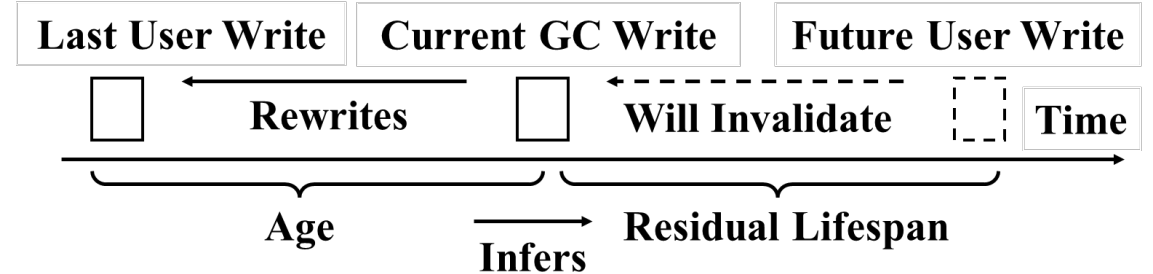 Last User Write
Current GC Write
Future User Write
Rewrites
Will Invalidate
Time
Age
Infers
Residual Lifespan